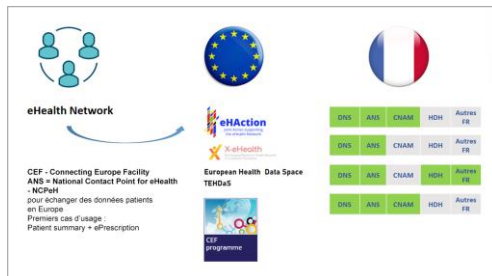 eHealth Network
CEF - Connecting Europe Facility
ANS = National Contact Point for eHealth
- NCPeH
pour échanger des données patients
en Europe
Premiers cas d'usage :
Patient summary + ePrescription
eHAction
X-eHealth
European Health Data Space
TEHDaS
CEF
programme
DNS ANS CNAM HDH Autres
FR
DNS ANS CNAM HDH Autres
FR
DNS ANS CNAM HDH Autres
FR
DNS ANS CNAM HDH Autres
FR